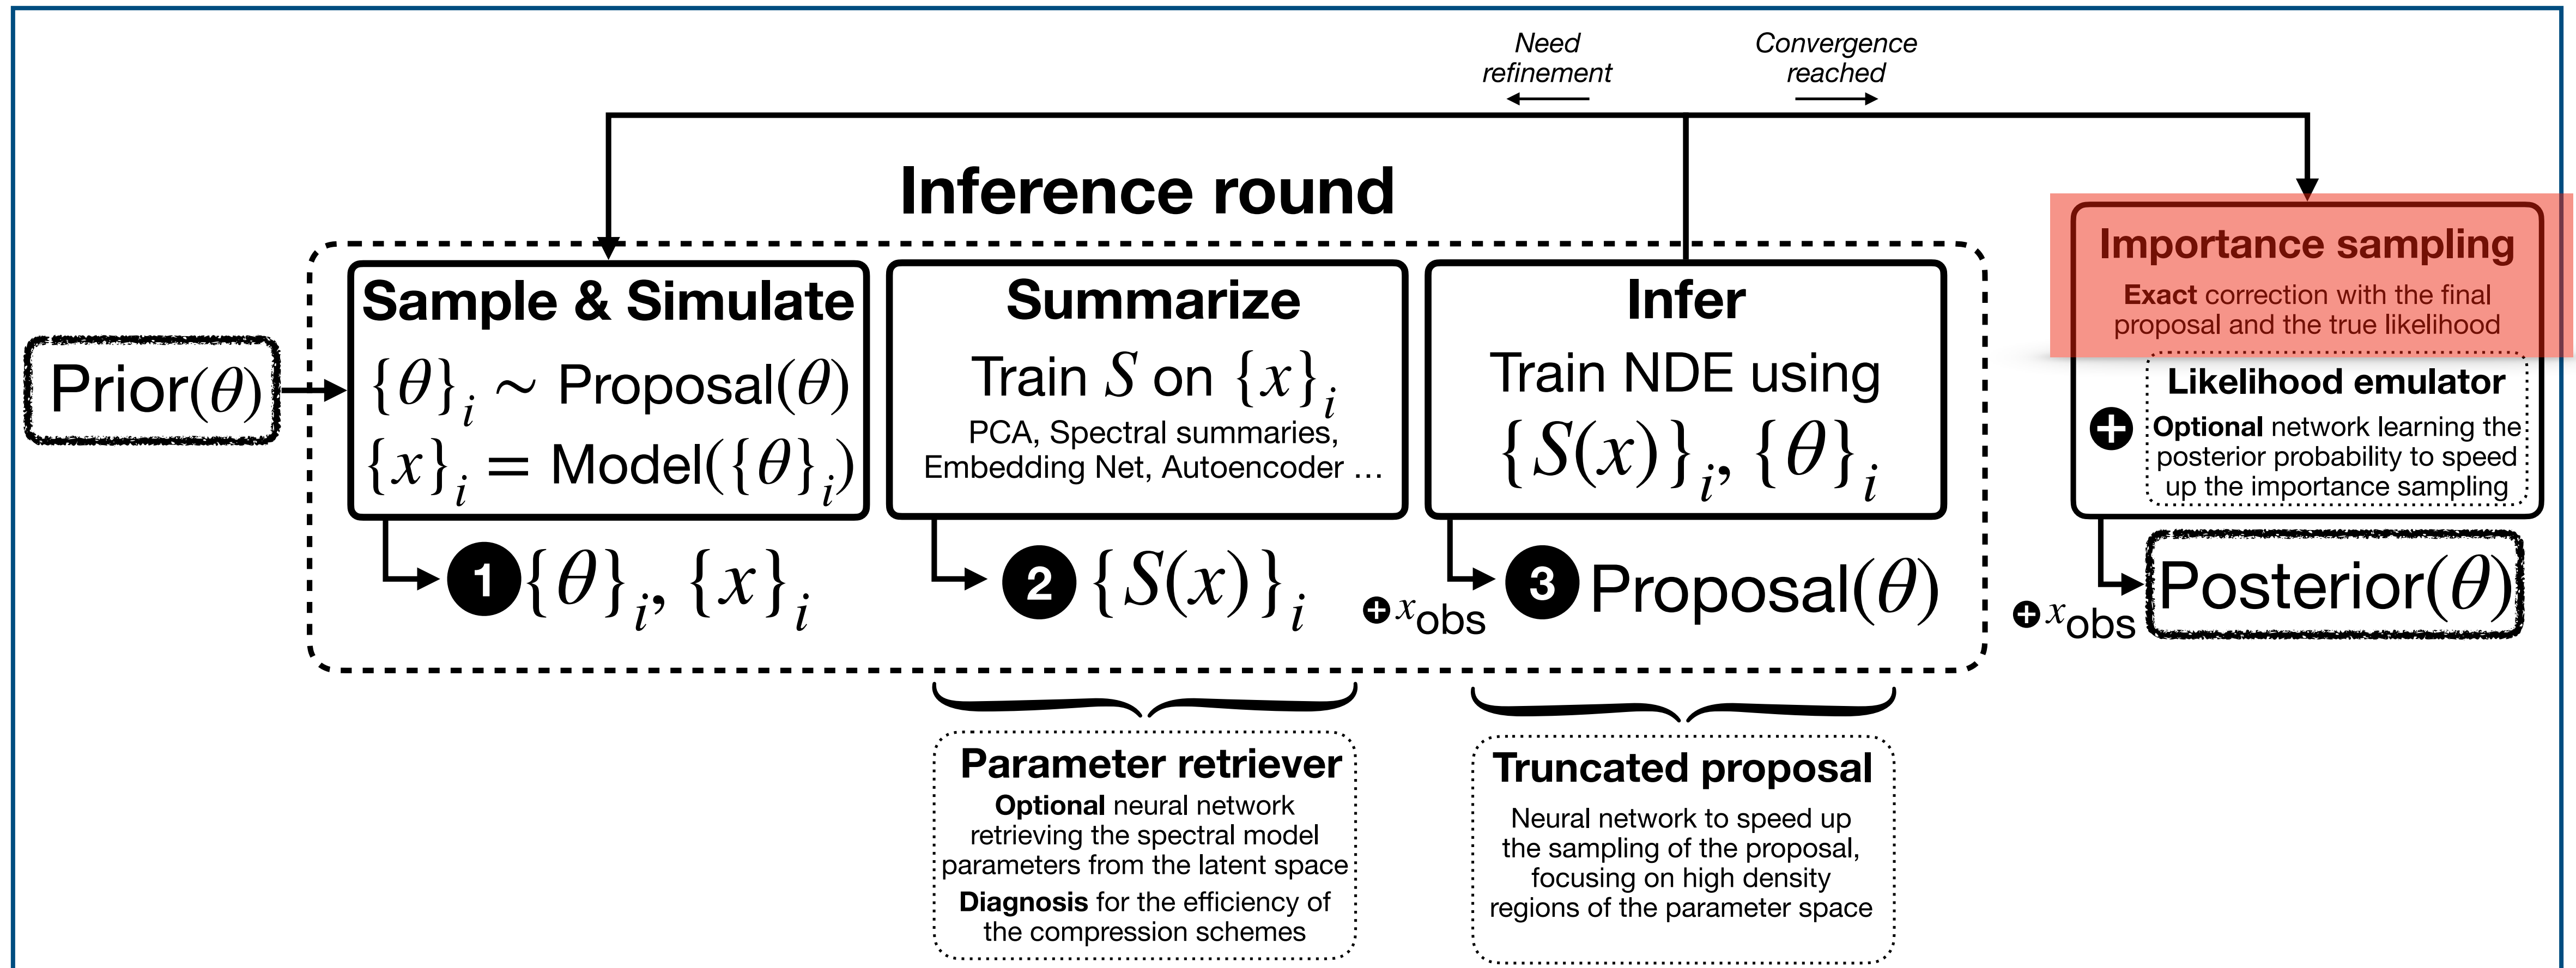 Need
refinement
Convergence
reached
Inference round
Prior(θ)
Sample & Simulate
{θ}ᵢ ∼ Proposal(θ)
{x}ᵢ = Model({θ}ᵢ)
1 {θ}ᵢ, {x}ᵢ
Summarize
Train S on {x}ᵢ
PCA, Spectral summaries,
Embedding Net, Autoencoder ...
2 {S(x)}ᵢ
Infer
Train NDE using
{S(x)}ᵢ, {θ}ᵢ
+ x_obs
3 Proposal(θ)
Importance sampling
Exact correction with the final
proposal and the true likelihood
+
Likelihood emulator
Optional network learning the
posterior probability to speed
up the importance sampling
+ x_obs
Posterior(θ)
Parameter retriever
Optional neural network
retrieving the spectral model
parameters from the latent space
Diagnosis for the efficiency of
the compression schemes
Truncated proposal
Neural network to speed up
the sampling of the proposal,
focusing on high density
regions of the parameter space